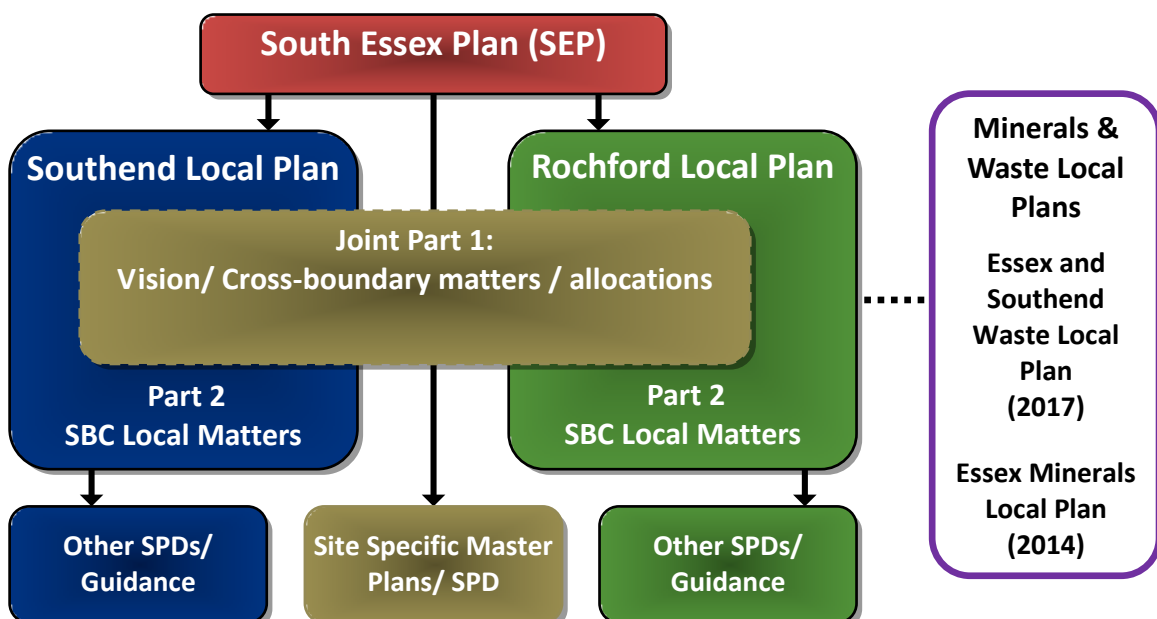 South Essex Plan (SEP)
Southend Local Plan
Rochford Local Plan
Joint Part 1:
Vision/ Cross-boundary matters / allocations
Part 2
SBC Local Matters
Part 2
SBC Local Matters
Other SPDs/
Guidance
Site Specific Master
Plans/ SPD
Other SPDs/
Guidance
Minerals &
Waste Local
Plans
Essex and
Southend
Waste Local
Plan
(2017)
Essex Minerals
Local Plan
(2014)